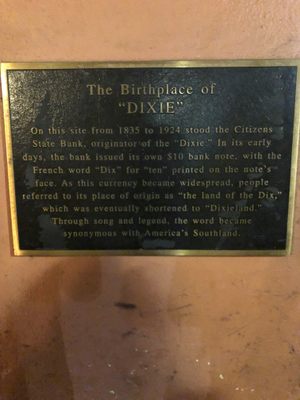 The Birthplace of
“DIXIE”
On this site from 1835 to 1924 stood the Citizens
State Bank, originator of the "Dixie" In its early
days, the bank issued its own $10 bank note, with the
French word “Dix” for “ten” printed on the note's
face. As this currency became widespread, people
referred to its place of origin as “the land of the Dix,”
which was eventually shortened to “Dixieland.”
Through song and legend, the word became
synonymous with America's Southland.